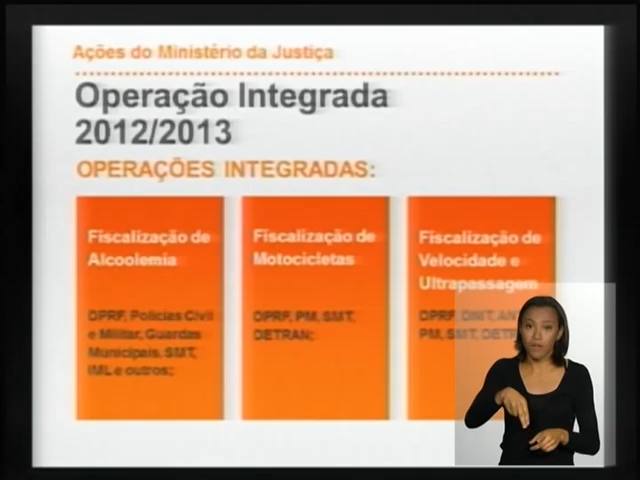 Ações do Ministério da Justiça
Operação Integrada
2012/2013
OPERAÇÕES INTEGRADAS:
Fiscalização de
Alcoolemia
DPRF, Polícias Civil
e Militar, Guardas
Municipais, SMT,
IML e outros;
Fiscalização de
Motocicletas
DPRF, PM, SMT,
DETRAN;
Fiscalização de
Velocidade e
Ultrapassagem
DPRF, DNIT,
PM, SMT,